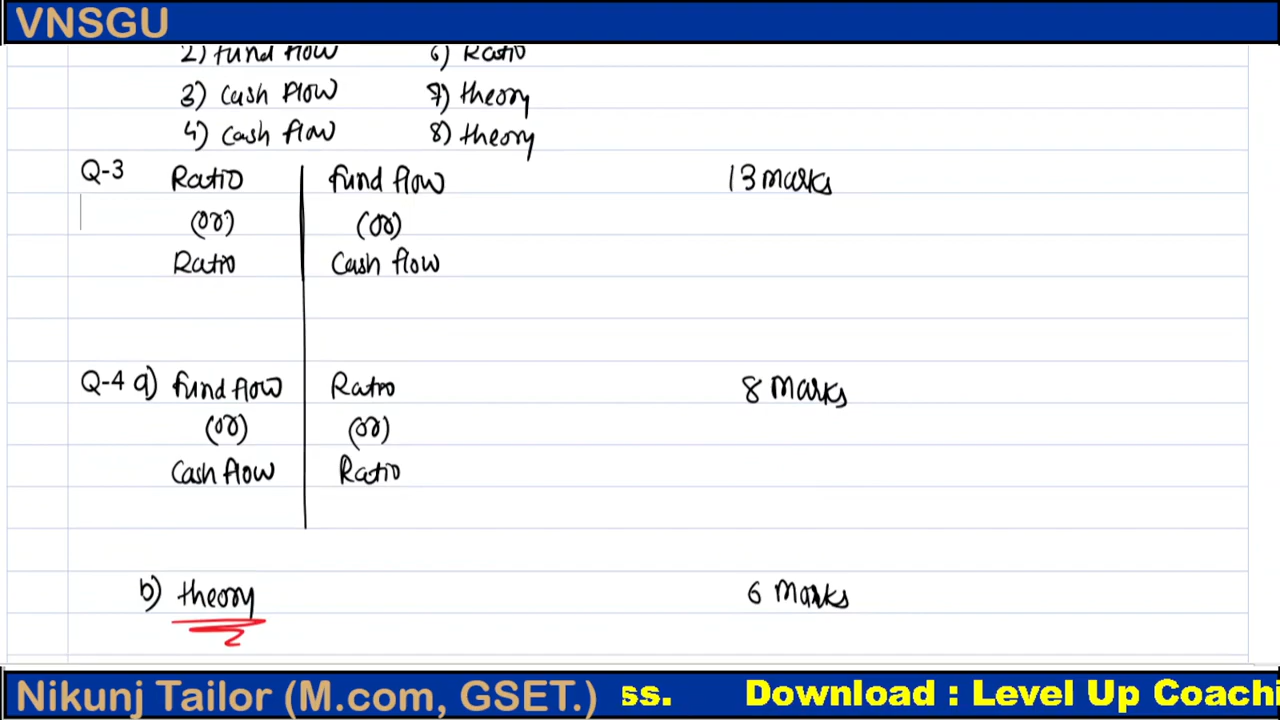 VNSGU
2) fund flow 6) Ratio
3) Cash Flow 7) theory
4) Cash flow 8) theory
Q-3 Ratio fund flow 13 marks
(or) (or)
Ratio Cash flow
Q-4 a) fund flow Ratio 8 Marks
(or) (or)
Cash flow Ratio
b) theory 6 Marks
Nikunj Tailor (M.com, GSET.) ss. Download : Level Up Coachi